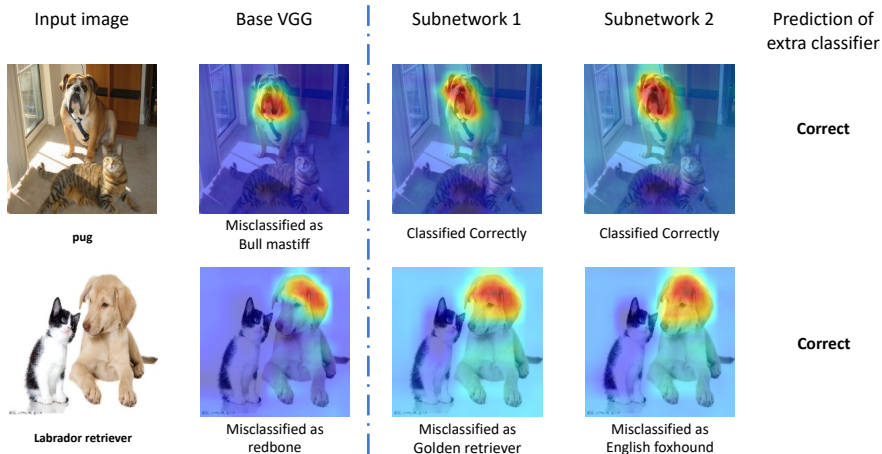 Input image
Base VGG
Subnetwork 1
Subnetwork 2
Prediction of
extra classifier
Correct
pug
Misclassified as
Bull mastiff
Classified Correctly
Classified Correctly
Correct
Labrador retriever
Misclassified as
redbone
Misclassified as
Golden retriever
Misclassified as
English foxhound